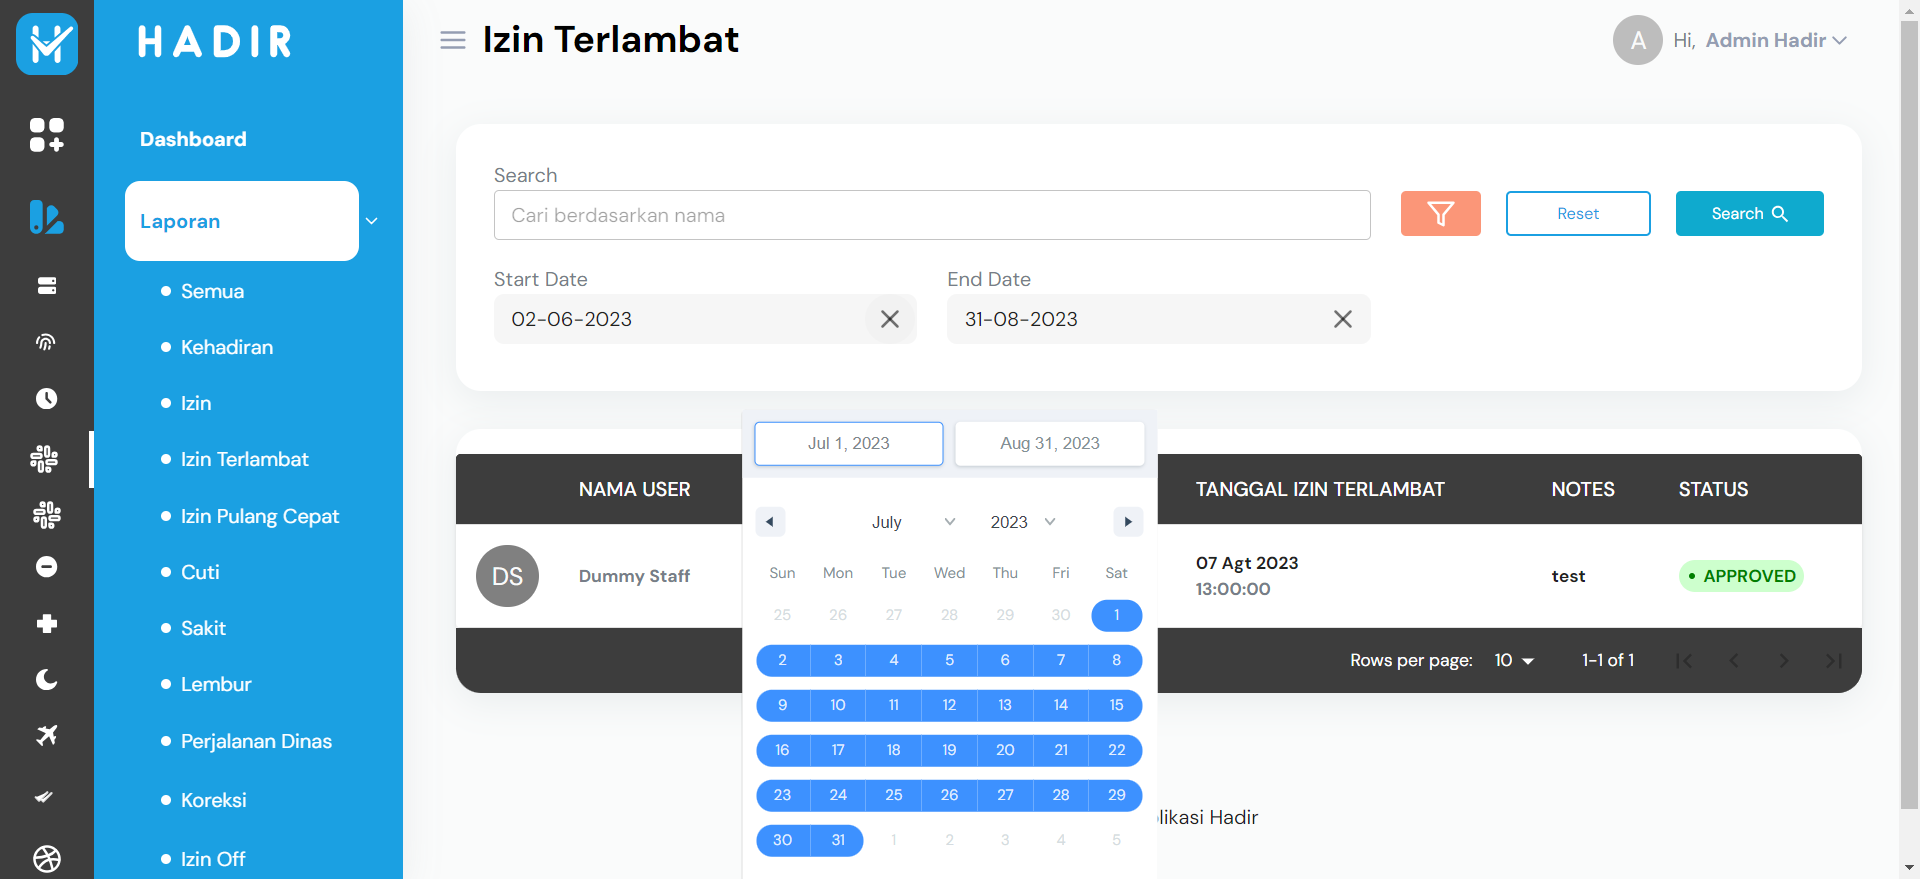 HADIR
Izin Terlambat
A
Hi, Admin Hadir
Dashboard
Laporan
Semua
Kehadiran
Izin
Izin Terlambat
Izin Pulang Cepat
Cuti
Sakit
Lembur
Perjalanan Dinas
Koreksi
Izin Off
Search
Cari berdasarkan nama
Reset
Search
Start Date
End Date
02-06-2023
31-08-2023
Jul 1, 2023
Aug 31, 2023
July
2023
Sun Mon Tue Wed Thu Fri Sat
25 26 27 28 29 30 1
2 3 4 5 6 7 8
9 10 11 12 13 14 15
16 17 18 19 20 21 22
23 24 25 26 27 28 29
30 31 1 2 3 4 5
NAMA USER
TANGGAL IZIN TERLAMBAT
NOTES
STATUS
DS
Dummy Staff
07 Agt 2023
13:00:00
test
APPROVED
Rows per page: 10
1-1 of 1
likasi Hadir